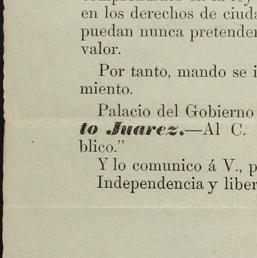 en los derechos de ciuda
puedan nunca pretender
valor.
Por tanto, mando se i
miento.
Palacio del Gobierno
to Juarez.—Al C.
blico."
Y lo comunico á V., p
Independencia y liber